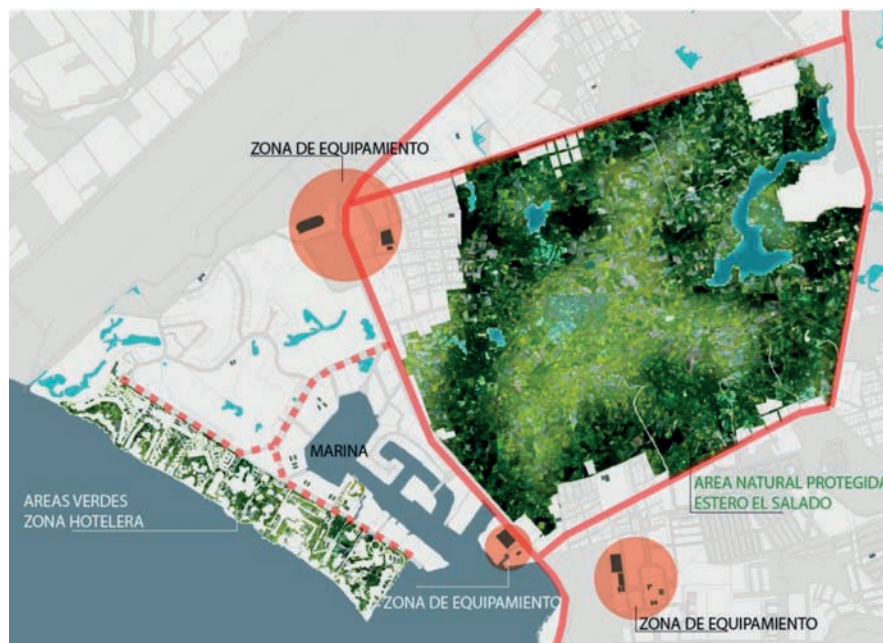 ZONA DE EQUIPAMIENTO
MARINA
AREAS VERDES
ZONA HOTELERA
AREA NATURAL PROTEGIDA
ESTERO EL SALADO
ZONA DE EQUIPAMIENTO
ZONA DE EQUIPAMIENTO